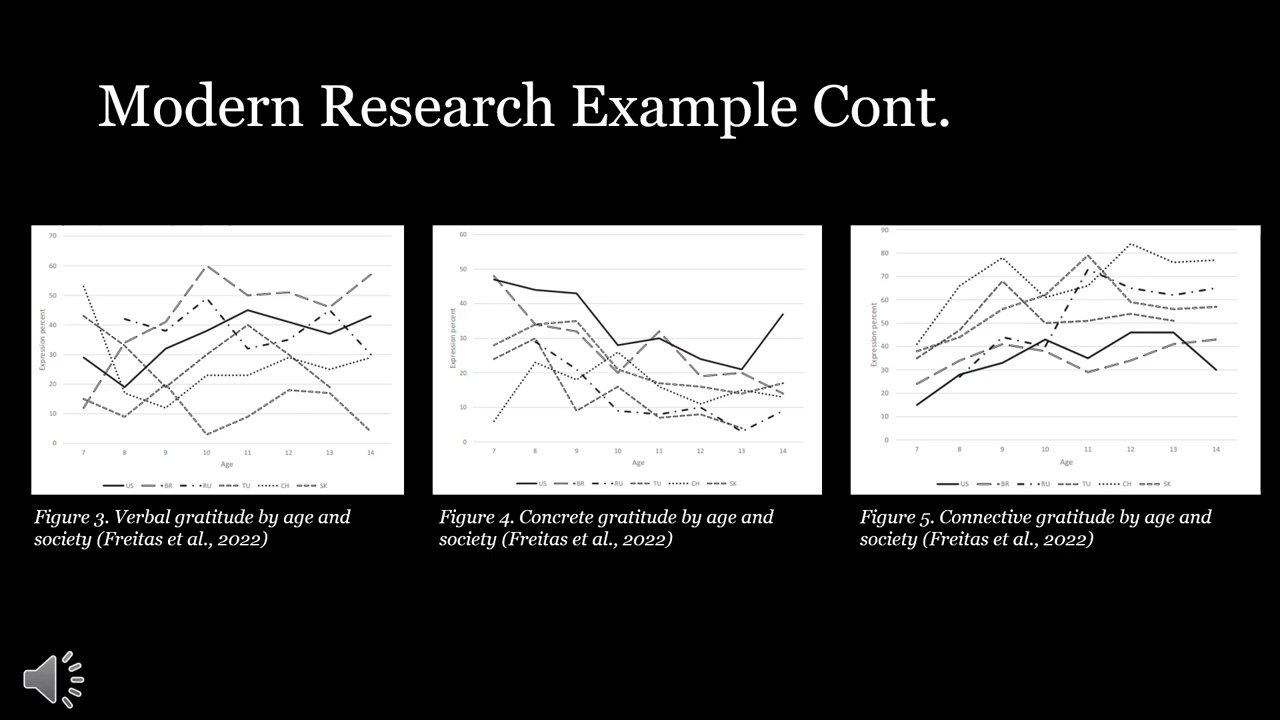 Modern Research Example Cont.
70
60
50
40
30
20
10
0
Expression percent
7 8 9 10 11 12 13 14
Age
US BR RU TU CH SK
60
50
40
30
20
10
0
Expression percent
7 8 9 10 11 12 13 14
Age
US BR RU TU CH SK
90
80
70
60
50
40
30
20
10
0
Expression percent
7 8 9 10 11 12 13 14
Age
US BR RU TU CH SK
Figure 3. Verbal gratitude by age and
society (Freitas et al., 2022)
Figure 4. Concrete gratitude by age and
society (Freitas et al., 2022)
Figure 5. Connective gratitude by age and
society (Freitas et al., 2022)